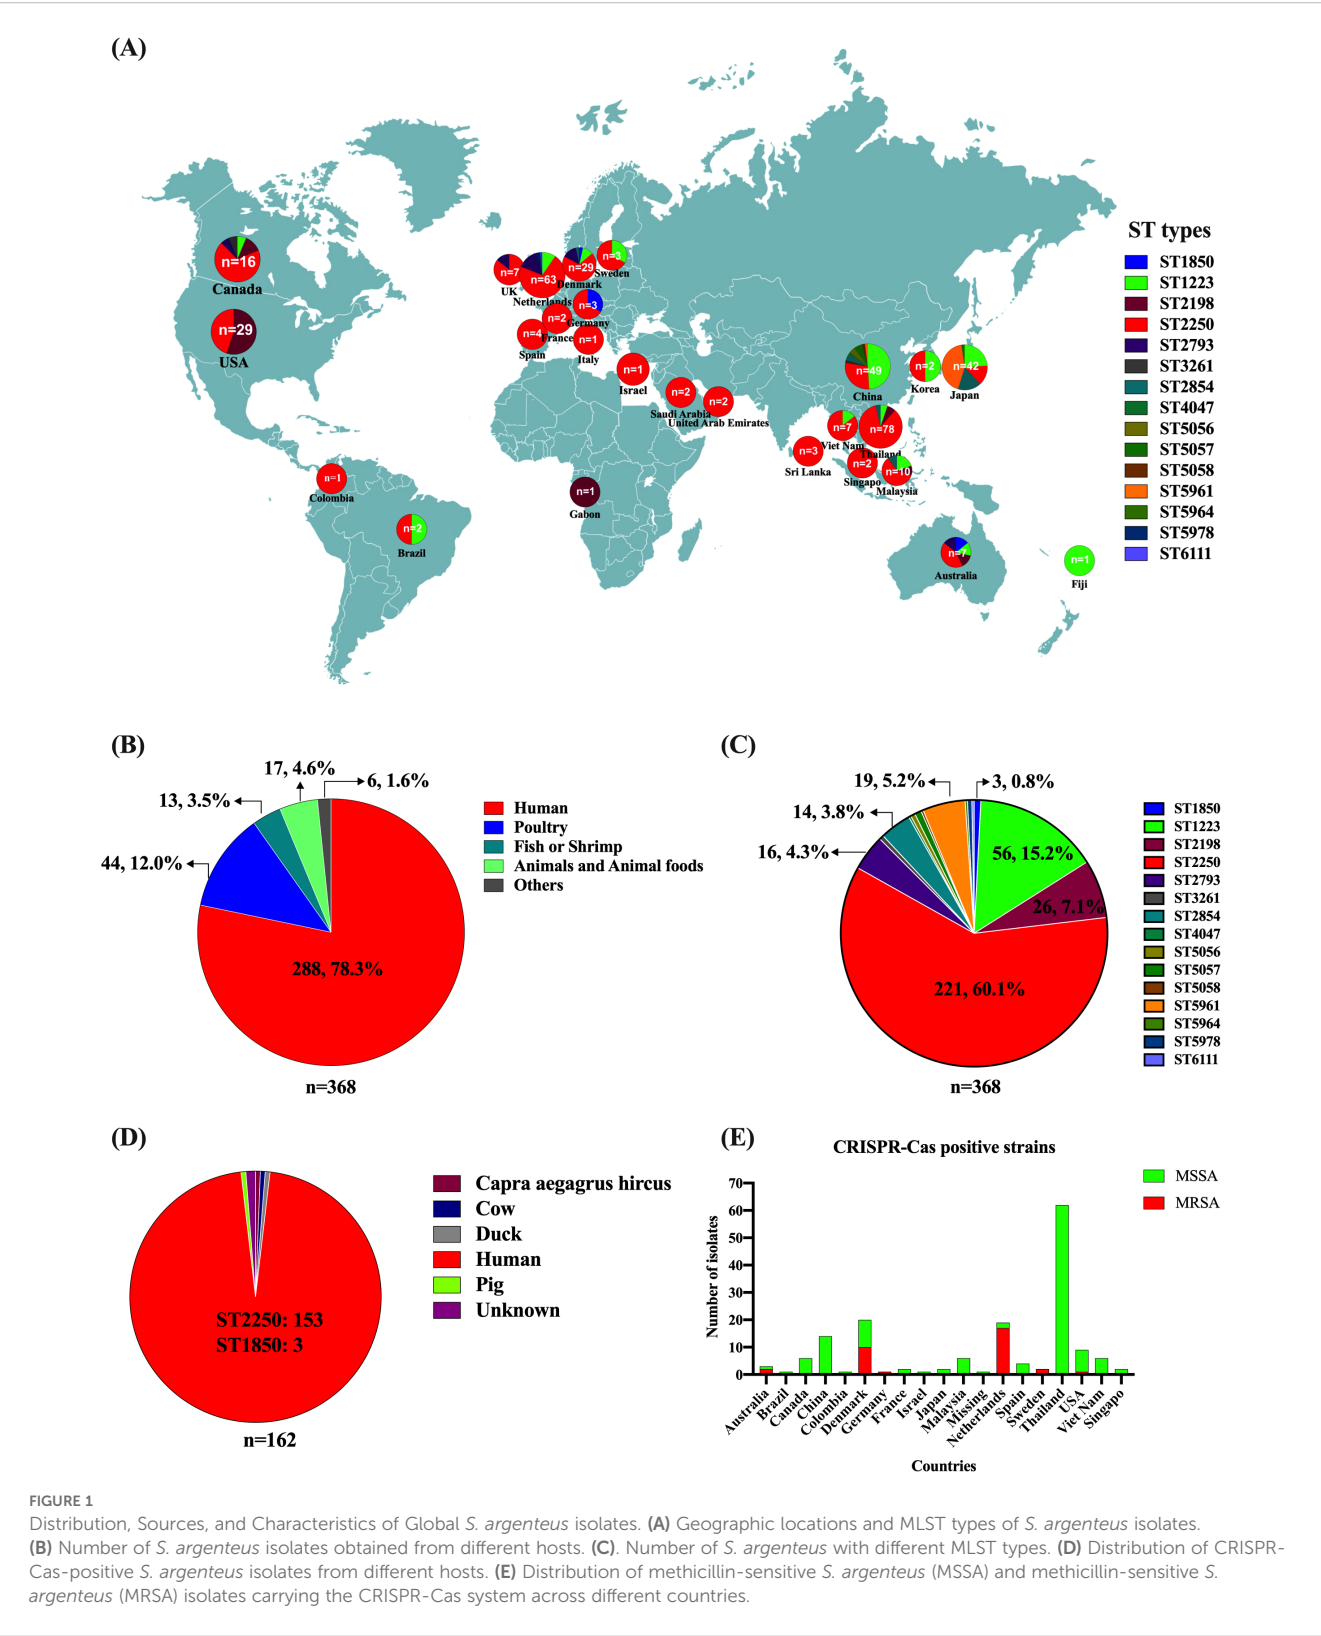 (A)
n=16
Canada
n=29
USA
n=7
UK
n=63
Netherlands
n=29
Denmark
n=3
Sweden
n=3
Germany
n=2
France
n=4
Spain
n=1
Italy
n=1
Israel
n=2
Saudi Arabia
n=2
United Arab Emirates
n=49
China
n=2
Korea
n=42
Japan
n=7
Viet Nam
n=78
Thailand
n=3
Sri Lanka
n=2
Singapo
n=10
Malaysia
n=1
Colombia
n=2
Brazil
n=1
Gabon
n=7
Australia
n=1
Fiji
ST types
ST1850
ST1223
ST2198
ST2250
ST2793
ST3261
ST2854
ST4047
ST5056
ST5057
ST5058
ST5961
ST5964
ST5978
ST6111
(B)
17, 4.6%
6, 1.6%
13, 3.5%
44, 12.0%
288, 78.3%
n=368
Human
Poultry
Fish or Shrimp
Animals and Animal foods
Others
(C)
19, 5.2%
3, 0.8%
14, 3.8%
16, 4.3%
56, 15.2%
26, 7.1%
221, 60.1%
n=368
ST1850
ST1223
ST2198
ST2250
ST2793
ST3261
ST2854
ST4047
ST5056
ST5057
ST5058
ST5961
ST5964
ST5978
ST6111
(D)
ST2250: 153
ST1850: 3
n=162
Capra aegagrus hircus
Cow
Duck
Human
Pig
Unknown
(E)
CRISPR-Cas positive strains
MSSA
MRSA
Number of isolates
70
60
50
40
30
20
10
0
Australia
Brazil
Canada
China
Colombia
Denmark
Germany
France
Israel
Japan
Malaysia
Missing
Netherlands
Spain
Sweden
Thailand
USA
Viet Nam
Singapo
Countries
FIGURE 1
Distribution, Sources, and Characteristics of Global S. argenteus isolates. (A) Geographic locations and MLST types of S. argenteus isolates.
(B) Number of S. argenteus isolates obtained from different hosts. (C). Number of S. argenteus with different MLST types. (D) Distribution of CRISPR-
Cas-positive S. argenteus isolates from different hosts. (E) Distribution of methicillin-sensitive S. argenteus (MSSA) and methicillin-sensitive S.
argenteus (MRSA) isolates carrying the CRISPR-Cas system across different countries.